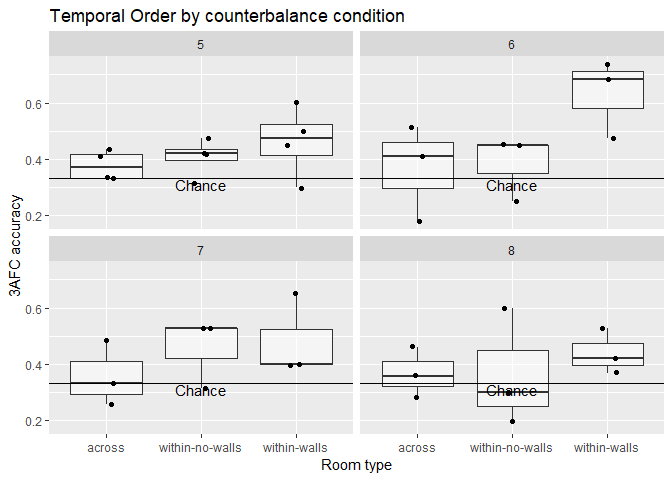 Temporal Order by counterbalance condition
5
6
0.6
0.4
0.2
Chance
Chance
7
8
0.6
0.4
0.2
Chance
Chance
3AFC accuracy
across
within-no-walls
within-walls
across
within-no-walls
within-walls
Room type